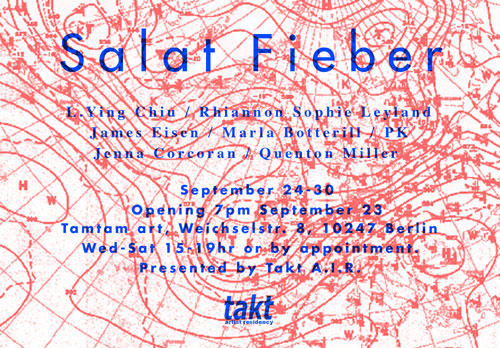 Salat Fieber
L.Ying Chin / Rhiannon Sophie Leyland
James Eisen / Marla Botterill / PK
Jenna Corcoran / Quenton Miller
September 24-30
Opening 7pm September 23
Tamtam art, Weichselstr. 8, 10247 Berlin
Wed-Sat 15-19hr or by appointment.
Presented by Takt A.I.R.
takt
artist residency